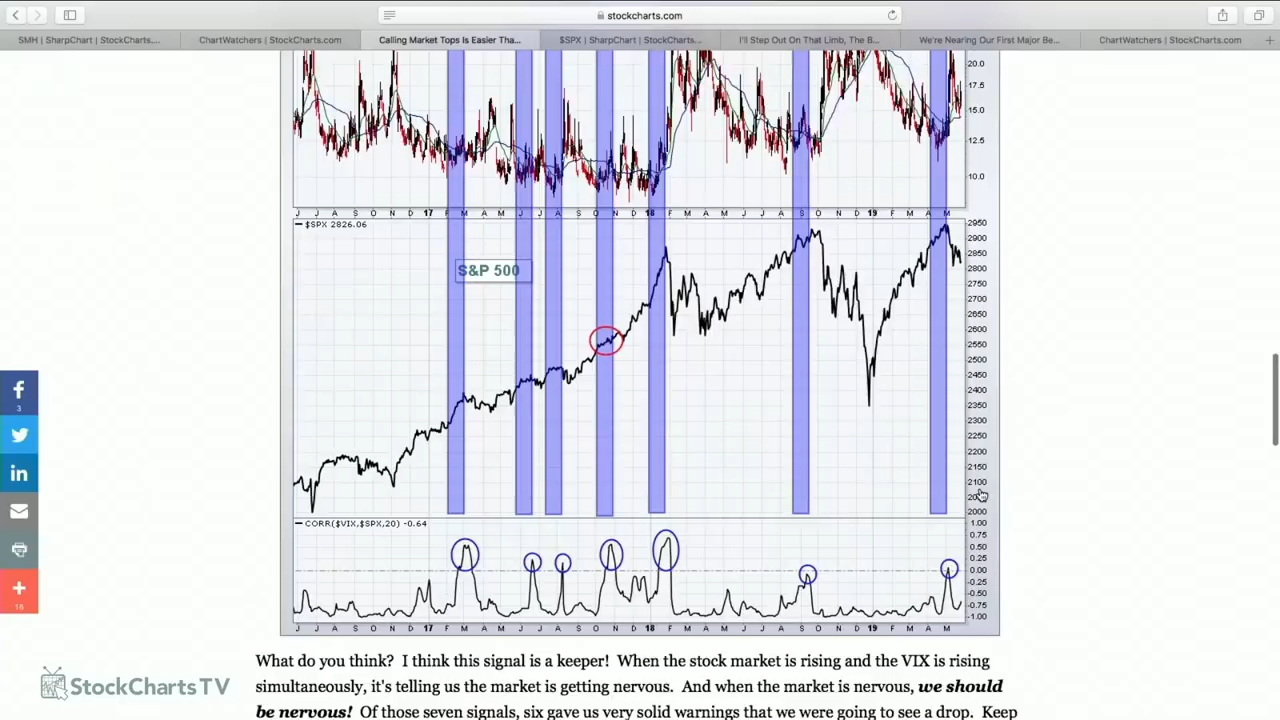 stockcharts.com
SMH | SharpChart | StockCharts....
ChartWatchers | StockCharts.com
Calling Market Tops Is Easier Tha...
$SPX | SharpChart | StockCharts...
I'll Step Out On That Limb, The B...
We're Nearing Our First Major Be...
ChartWatchers | StockCharts.com
20.0
17.5
15.0
12.5
10.0
J J A S O N D 17 F M A M J J A S O N D 18 F M A M J J A S O N D 19 F M A M
$SPX 2826.06
S&P 500
2950
2900
2850
2800
2750
2700
2650
2600
2550
2500
2450
2400
2350
2300
2250
2200
2150
2100
2000
CORR($VIX,$SPX,20) -0.64
1.00
0.75
0.50
0.25
0.00
-0.25
-0.50
-0.75
-1.00
3
in
16
What do you think? I think this signal is a keeper! When the stock market is rising and the VIX is rising
simultaneously, it's telling us the market is getting nervous. And when the market is nervous, we should
be nervous! Of those seven signals, six gave us very solid warnings that we were going to see a drop. Keep
StockCharts TV